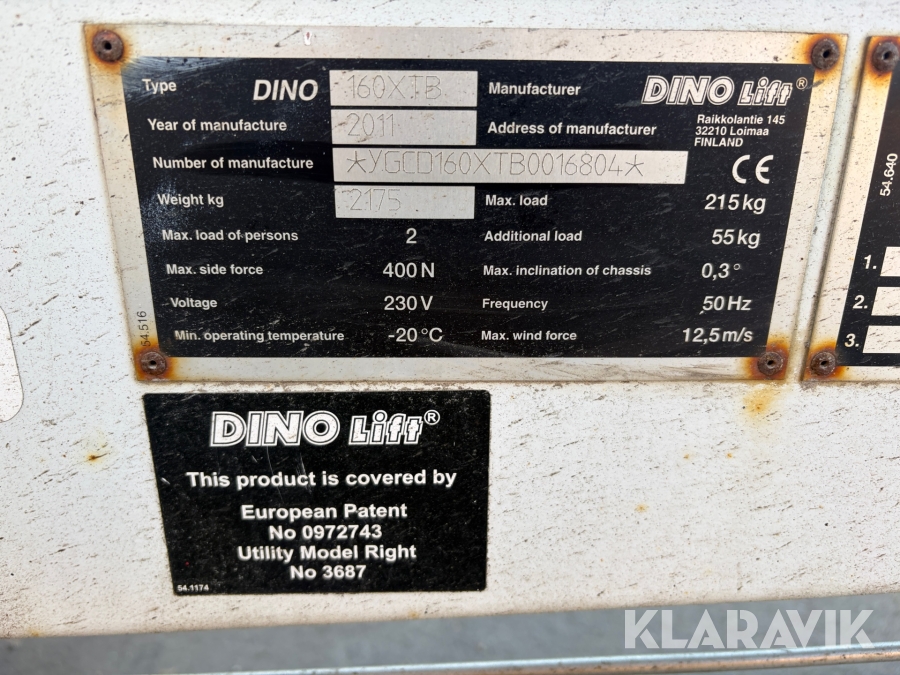 Type DINO 160XTB Manufacturer DINO Lift®
Year of manufacture 2011 Address of manufacturer Raikkolantie 145
32210 Loimaa
FINLAND
Number of manufacture *YGCD160XTB0016804* CE
Weight kg 2175 Max. load 215 kg
Max. load of persons 2 Additional load 55 kg
Max. side force 400 N Max. inclination of chassis 0,3°
Voltage 230 V Frequency 50 Hz
Min. operating temperature -20 °C Max. wind force 12,5 m/s
54.516
54.640
1.
2.
3.
DINO Lift®
This product is covered by
European Patent
No 0972743
Utility Model Right
No 3687
54.1174
KLARAVIK